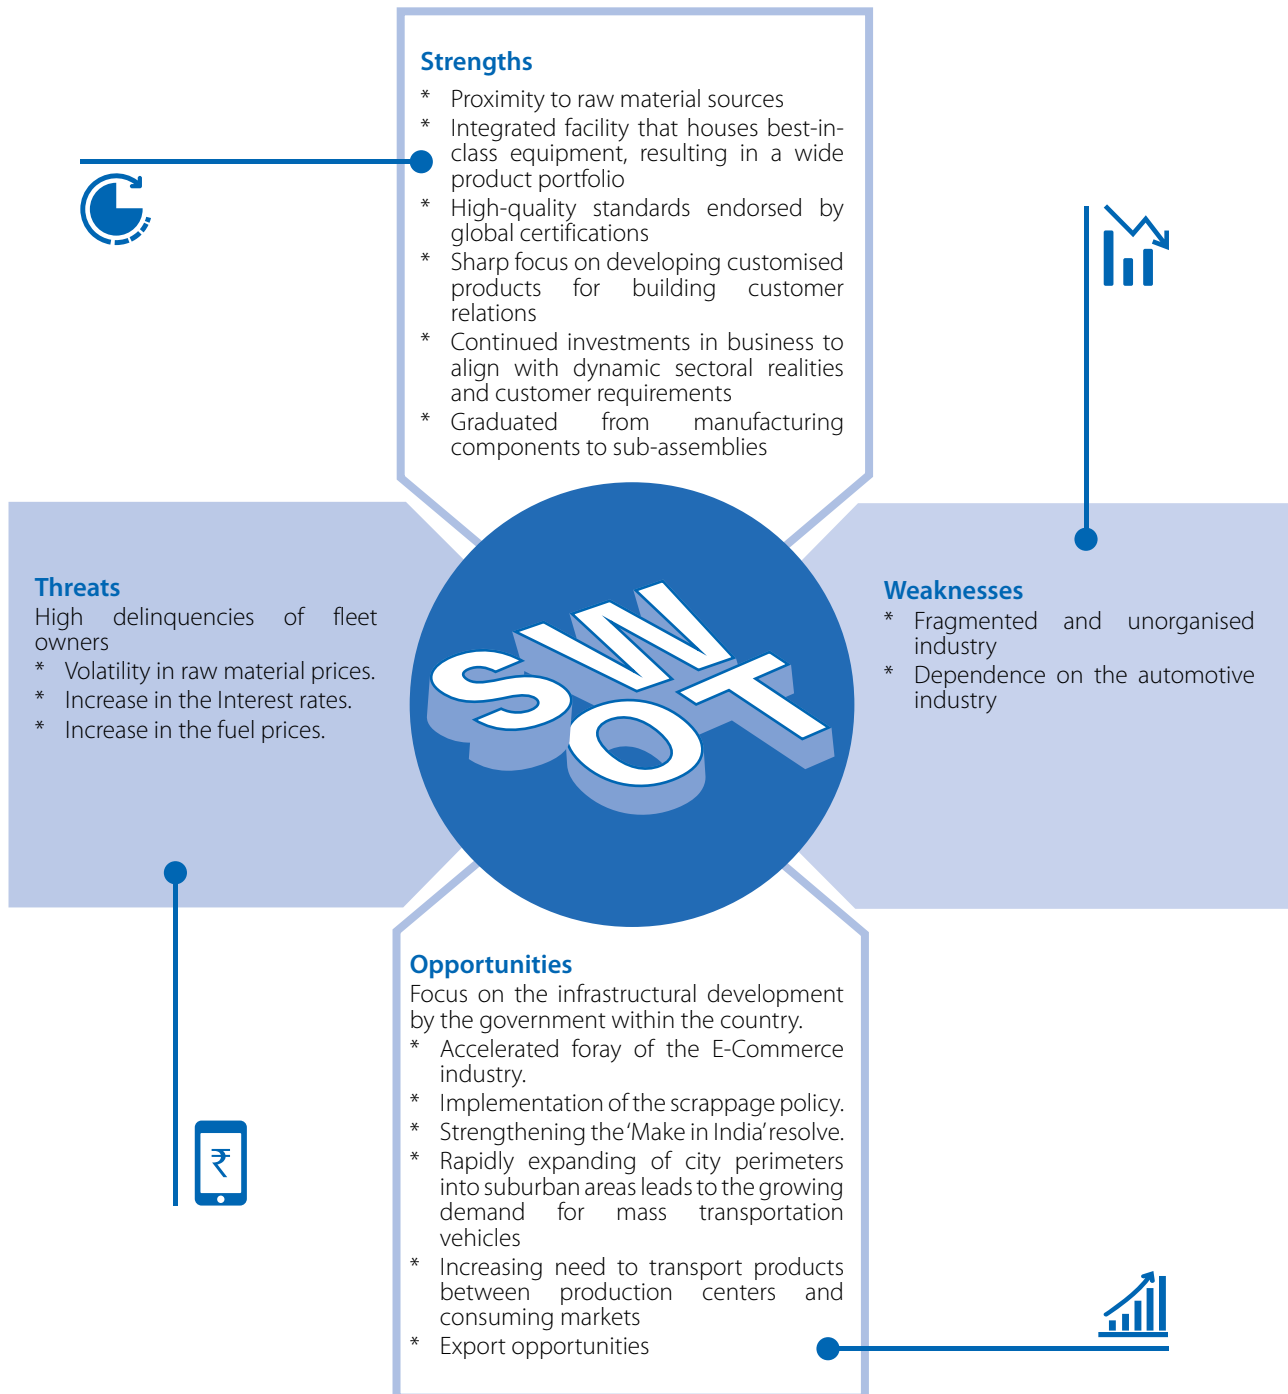 Strengths
* Proximity to raw material sources
* Integrated facility that houses best-in-
class equipment, resulting in a wide
product portfolio
* High-quality standards endorsed by
global certifications
* Sharp focus on developing customised
products for building customer
relations
* Continued investments in business to
align with dynamic sectoral realities
and customer requirements
* Graduated from manufacturing
components to sub-assemblies
Threats
High delinquencies of fleet
owners
* Volatility in raw material prices.
* Increase in the Interest rates.
* Increase in the fuel prices.
S W O T
Weaknesses
* Fragmented and unorganised
industry
* Dependence on the automotive
industry
Opportunities
Focus on the infrastructural development
by the government within the country.
* Accelerated foray of the E-Commerce
industry.
* Implementation of the scrappage policy.
* Strengthening the ‘Make in India’ resolve.
* Rapidly expanding of city perimeters
into suburban areas leads to the growing
demand for mass transportation
vehicles
* Increasing need to transport products
between production centers and
consuming markets
* Export opportunities
₹